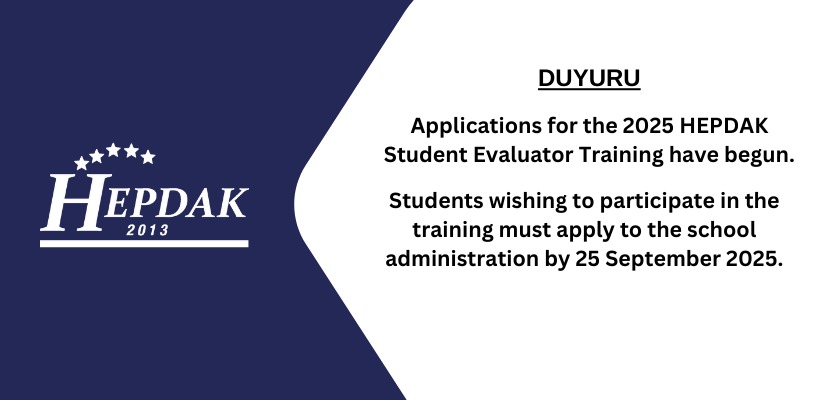 HEPDAK
2013
DUYURU
Applications for the 2025 HEPDAK
Student Evaluator Training have begun.
Students wishing to participate in the
training must apply to the school
administration by 25 September 2025.